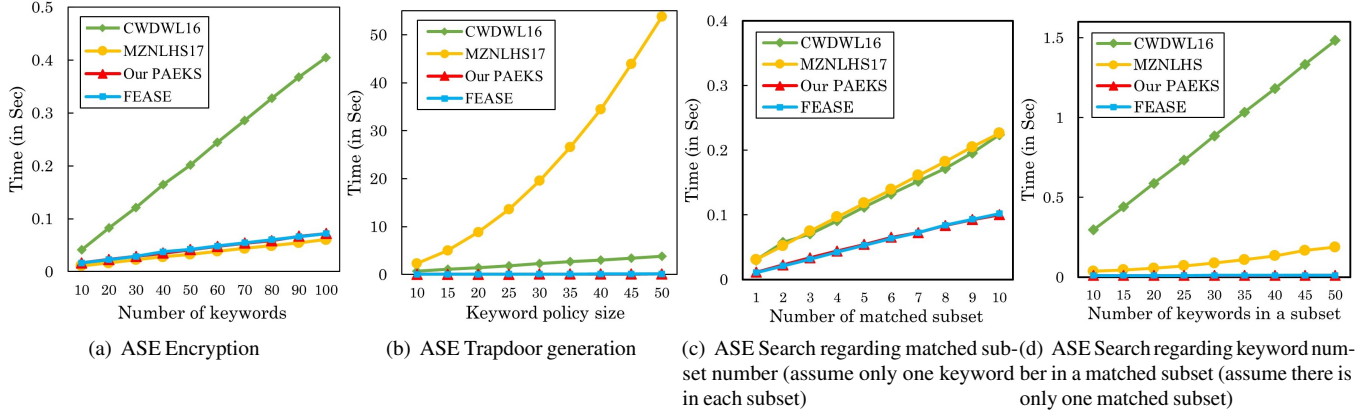 0.5
0.4
0.3
0.2
0.1
0
Time (in Sec)
CWDWL16
MZNLHS17
Our PAEKS
FEASE
10 20 30 40 50 60 70 80 90 100
Number of keywords
(a) ASE Encryption
50
40
30
20
10
0
Time (in Sec)
CWDWL16
MZNLHS17
Our PAEKS
FEASE
10 15 20 25 30 35 40 45 50
Keyword policy size
(b) ASE Trapdoor generation
0.4
0.3
0.2
0.1
0
Time (in Sec)
CWDWL16
MZNLHS17
Our PAEKS
FEASE
1 2 3 4 5 6 7 8 9 10
Number of matched subset
(c) ASE Search regarding matched sub-
set number (assume only one keyword
in each subset)
1.5
1
0.5
0
Time (in Sec)
CWDWL16
MZNLHS
Our PAEKS
FEASE
10 15 20 25 30 35 40 45 50
Number of keywords in a subset
(d) ASE Search regarding keyword num-
ber in a matched subset (assume there is
only one matched subset)